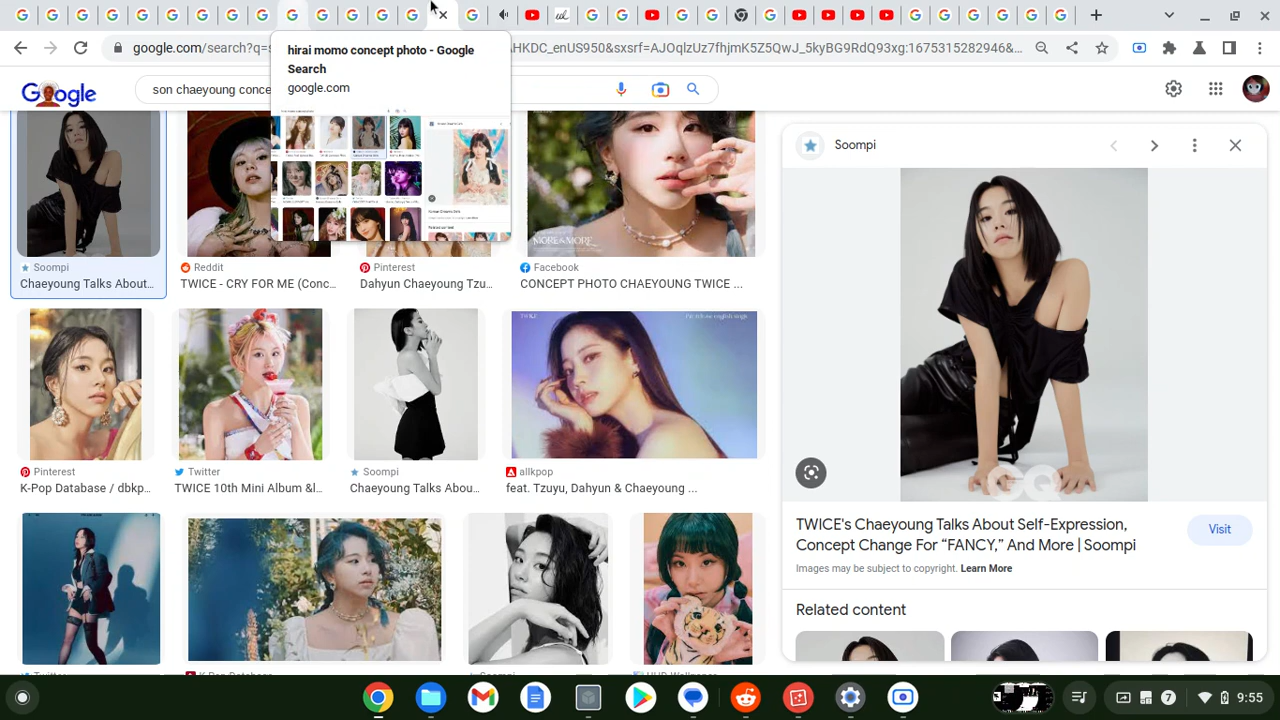 hirai momo concept photo - Google
Search
google.com
google.com/search?q=s
AHKDC_enUS950&sxsrf=AJOqlzUz7fhjmK5Z5QwJ_5kyBG9RdQ93xg:1675315282946&...
Google
son chaeyoung conce
Soompi
Soompi
Chaeyoung Talks About...
Reddit
TWICE - CRY FOR ME (Conc...
Pinterest
Dahyun Chaeyoung Tzu...
MORE & MORE
Facebook
CONCEPT PHOTO CHAEYOUNG TWICE ...
Pinterest
K-Pop Database / dbkp...
Twitter
TWICE 10th Mini Album &l...
Soompi
Chaeyoung Talks Abou...
allkpop
feat. Tzuyu, Dahyun & Chaeyoung ...
GQ
TWICE's Chaeyoung Talks About Self-Expression,
Concept Change For “FANCY,” And More | Soompi
Visit
Images may be subject to copyright. Learn More
Related content
7
9:55